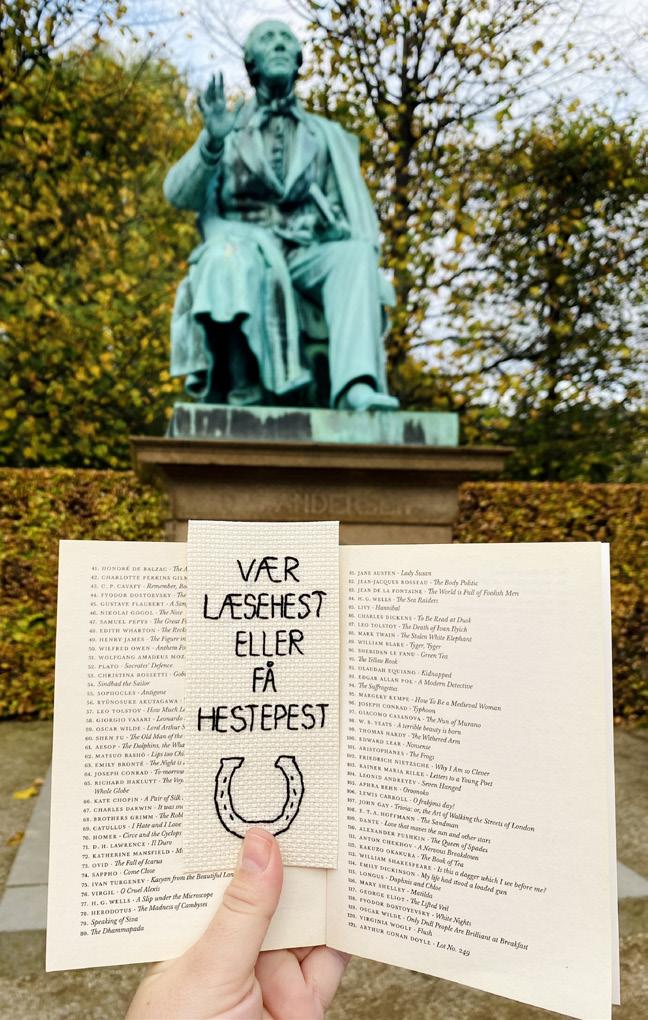 ANDERSEN
41. HONORÉ DE BALZAC · The A
42. CHARLOTTE PERKINS GILM
43. C. P. CAVAFY · Remember, Bo
44. FYODOR DOSTOEVSKY · The
45. GUSTAVE FLAUBERT · A Sim
46. NIKOLAI GOGOL · The Nose
47. SAMUEL PEPYS · The Great Fi
48. EDITH WHARTON · The Reck
49. HENRY JAMES · The Figure in
50. WILFRED OWEN · Anthem Fo
51. WOLFGANG AMADEUS MOZ
52. PLATO · Socrates' Defence
53. CHRISTINA ROSSETTI · Gob
54. Sindbad the Sailor
55. SOPHOCLES · Antigone
56. RYŪNOSUKE AKUTAGAWA ·
57. LEO TOLSTOY · How Much L
58. GIORGIO VASARI · Leonardo
59. OSCAR WILDE · Lord Arthur S
60. SHEN FU · The Old Man of the
61. AESOP · The Dolphins, the Wha
62. MATSUO BASHŌ · Lips too Chi
63. EMILY BRONTË · The Night is
64. JOSEPH CONRAD · To-morrow
65. RICHARD HAKLUYT · The Voy
Whole Globe
66. KATE CHOPIN · A Pair of Silk
67. CHARLES DARWIN · It was sn
68. BROTHERS GRIMM · The Robb
69. CATULLUS · I Hate and I Love
70. HOMER · Circe and the Cyclops
71. D. H. LAWRENCE · Il Duro
72. KATHERINE MANSFIELD · Mi
73. OVID · The Fall of Icarus
74. SAPPHO · Come Close
75. IVAN TURGENEV · Kasyan from the Beautiful Lan
76. VIRGIL · O Cruel Alexis
77. H. G. WELLS · A Slip under the Microscope
78. HERODOTUS · The Madness of Cambyses
79. Speaking of Śiva
80. The Dhammapada
VÆR
LÆSEHEST
ELLER
FÅ
HESTEPEST
81. JANE AUSTEN · Lady Susan
82. JEAN-JACQUES ROSSEAU · The Body Politic
83. JEAN DE LA FONTAINE · The World is Full of Foolish Men
84. H. G. WELLS · The Sea Raiders
85. LIVY · Hannibal
86. CHARLES DICKENS · To Be Read at Dusk
87. LEO TOLSTOY · The Death of Ivan Ilyich
88. MARK TWAIN · The Stolen White Elephant
89. WILLIAM BLAKE · Tyger, Tyger
90. SHERIDAN LE FANU · Green Tea
91. The Yellow Book
92. OLAUDAH EQUIANO · Kidnapped
93. EDGAR ALLAN POE · A Modern Detective
94. The Suffragettes
95. MARGERY KEMPE · How To Be a Medieval Woman
96. JOSEPH CONRAD · Typhoon
97. GIACOMO CASANOVA · The Nun of Murano
98. W. B. YEATS · A terrible beauty is born
99. THOMAS HARDY · The Withered Arm
100. EDWARD LEAR · Nonsense
101. ARISTOPHANES · The Frogs
102. FRIEDRICH NIETZSCHE · Why I Am so Clever
103. RAINER MARIA RILKE · Letters to a Young Poet
104. LEONID ANDREYEV · Seven Hanged
105. APHRA BEHN · Oroonoko
106. LEWIS CARROLL · O frabjous day!
107. JOHN GAY · Trivia: or, the Art of Walking the Streets of London
108. E. T. A. HOFFMANN · The Sandman
109. DANTE · Love that moves the sun and other stars
110. ALEXANDER PUSHKIN · The Queen of Spades
111. ANTON CHEKHOV · A Nervous Breakdown
112. KAKUZO OKAKURA · The Book of Tea
113. WILLIAM SHAKESPEARE · Is this a dagger which I see before me?
114. EMILY DICKINSON · My life had stood a loaded gun
115. LONGUS · Daphnis and Chloe
116. MARY SHELLEY · Matilda
117. GEORGE ELIOT · The Lifted Veil
118. FYODOR DOSTOYEVSKY · White Nights
119. OSCAR WILDE · Only Dull People Are Brilliant at Breakfast
120. VIRGINIA WOOLF · Flush
121. ARTHUR CONAN DOYLE · Lot No. 249